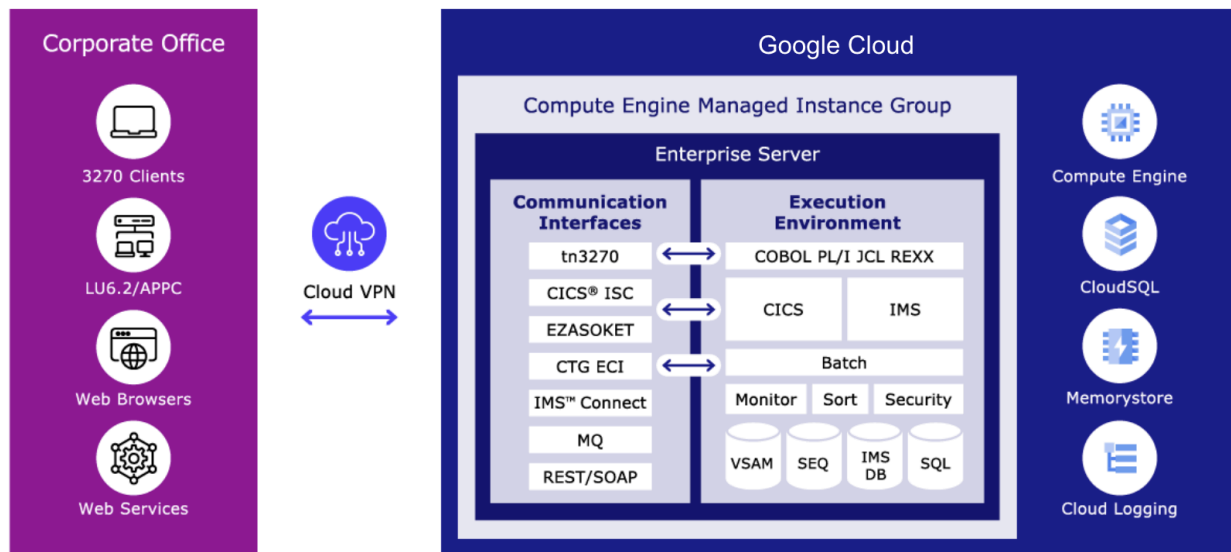 Corporate Office
3270 Clients
LU6.2/APPC
Web Browsers
Web Services
Cloud VPN
Google Cloud
Compute Engine Managed Instance Group
Enterprise Server
Communication
Interfaces
tn3270
CICS® ISC
EZASOKET
CTG ECI
IMS™ Connect
MQ
REST/SOAP
Execution
Environment
COBOL PL/I JCL REXX
CICS
IMS
Batch
Monitor
Sort
Security
VSAM
SEQ
IMS
DB
SQL
Compute Engine
CloudSQL
Memorystore
Cloud Logging